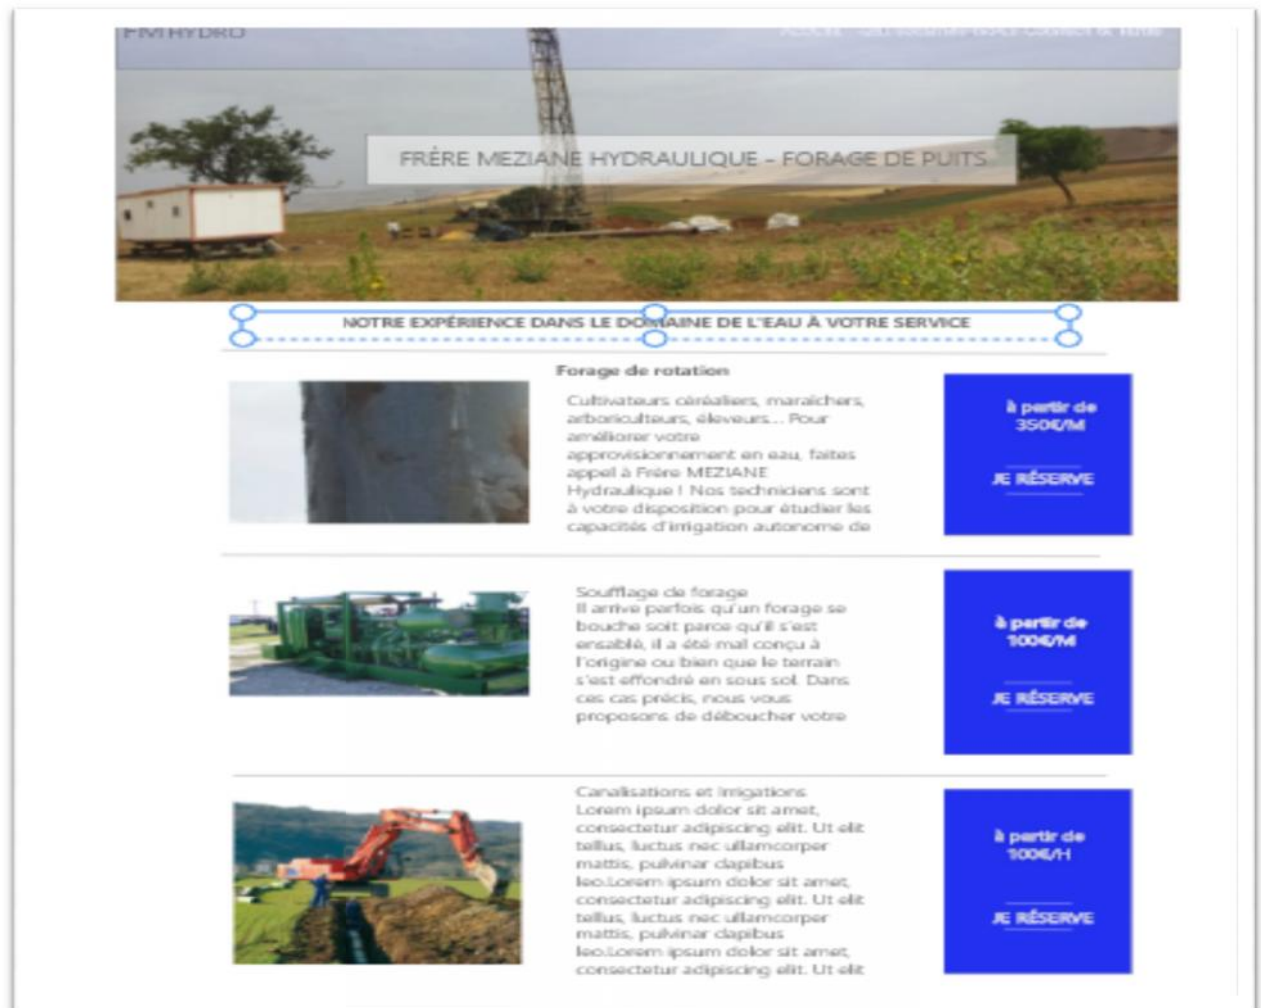 FM HYDRO
FRÉRE MEZIANE HYDRAULIQUE - FORAGE DE PUITS
NOTRE EXPÉRIENCE DANS LE DOMAINE DE L'EAU À VOTRE SERVICE
Forage de rotation
Cultivateurs céréaliers, maraîchers,
arboriculteurs, éleveurs... Pour
améliorer votre
approvisionnement en eau, faites
appel à Frère MEZIANE
Hydraulique ! Nos techniciens sont
à votre disposition pour étudier les
capacités d'irrigation autonome de
à partir de
350€/M
JE RÉSERVE
Soufflage de forage
Il arrive parfois qu'un forage se
bouche soit parce qu'il s'est
ensablé, il a été mal conçu à
l'origine ou bien que le terrain
s'est effondré en sous sol. Dans
ces cas précis, nous vous
proposons de déboucher votre
à partir de
100€/M
JE RÉSERVE
Canalisations et Irrigations
Lorem ipsum dolor sit amet,
consectetur adipiscing elit. Ut elit
tellus, luctus nec ullamcorper
mattis, pulvinar dapibus
leo.Lorem ipsum dolor sit amet,
consectetur adipiscing elit. Ut elit
tellus, luctus nec ullamcorper
mattis, pulvinar dapibus
leo.Lorem ipsum dolor sit amet,
consectetur adipiscing elit. Ut elit
à partir de
100€/H
JE RÉSERVE